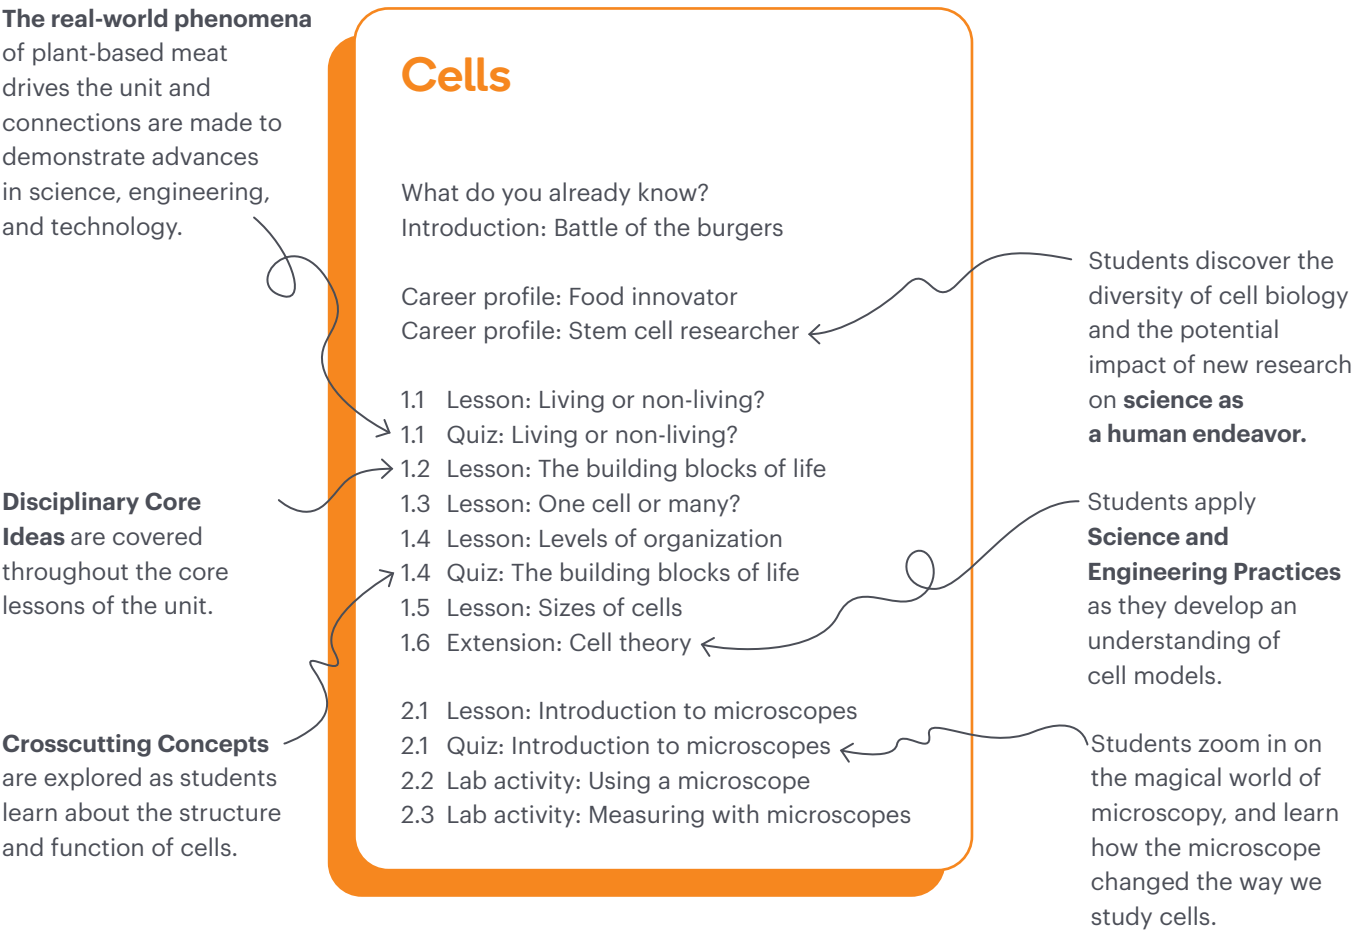 The real-world phenomena
of plant-based meat
drives the unit and
connections are made to
demonstrate advances
in science, engineering,
and technology.
Disciplinary Core
Ideas are covered
throughout the core
lessons of the unit.
Crosscutting Concepts
are explored as students
learn about the structure
and function of cells.
Cells
What do you already know?
Introduction: Battle of the burgers
Career profile: Food innovator
Career profile: Stem cell researcher
1.1 Lesson: Living or non-living?
1.1 Quiz: Living or non-living?
1.2 Lesson: The building blocks of life
1.3 Lesson: One cell or many?
1.4 Lesson: Levels of organization
1.4 Quiz: The building blocks of life
1.5 Lesson: Sizes of cells
1.6 Extension: Cell theory
2.1 Lesson: Introduction to microscopes
2.1 Quiz: Introduction to microscopes
2.2 Lab activity: Using a microscope
2.3 Lab activity: Measuring with microscopes
Students discover the
diversity of cell biology
and the potential
impact of new research
on science as
a human endeavor.
Students apply
Science and
Engineering Practices
as they develop an
understanding of
cell models.
Students zoom in on
the magical world of
microscopy, and learn
how the microscope
changed the way we
study cells.